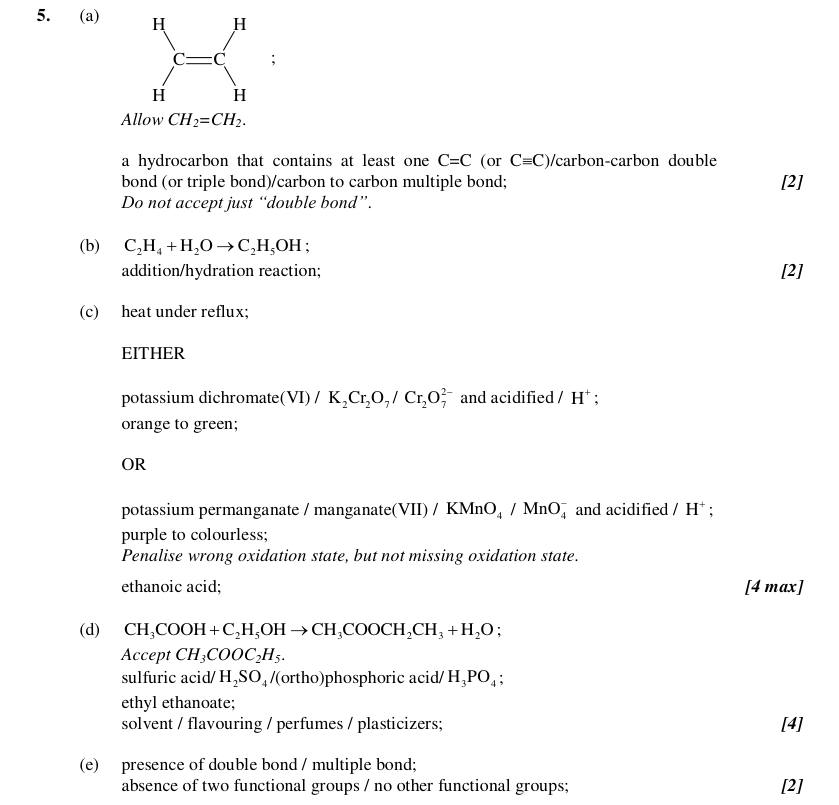 5. (a)
H H
C=C ;
H H
Allow CH₂=CH₂.
a hydrocarbon that contains at least one C=C (or C≡C)/carbon-carbon double
bond (or triple bond)/carbon to carbon multiple bond; [2]
Do not accept just “double bond”.
(b) C₂H₄ + H₂O → C₂H₅OH ;
addition/hydration reaction; [2]
(c) heat under reflux;
EITHER
potassium dichromate(VI) / K₂Cr₂O₇ / Cr₂O₇²⁻ and acidified / H⁺ ;
orange to green;
OR
potassium permanganate / manganate(VII) / KMnO₄ / MnO₄⁻ and acidified / H⁺ ;
purple to colourless;
Penalise wrong oxidation state, but not missing oxidation state.
ethanoic acid; [4 max]
(d) CH₃COOH + C₂H₅OH → CH₃COOCH₂CH₃ + H₂O ;
Accept CH₃COOC₂H₅.
sulfuric acid/ H₂SO₄ /(ortho)phosphoric acid/ H₃PO₄ ;
ethyl ethanoate;
solvent / flavouring / perfumes / plasticizers; [4]
(e) presence of double bond / multiple bond;
absence of two functional groups / no other functional groups; [2]